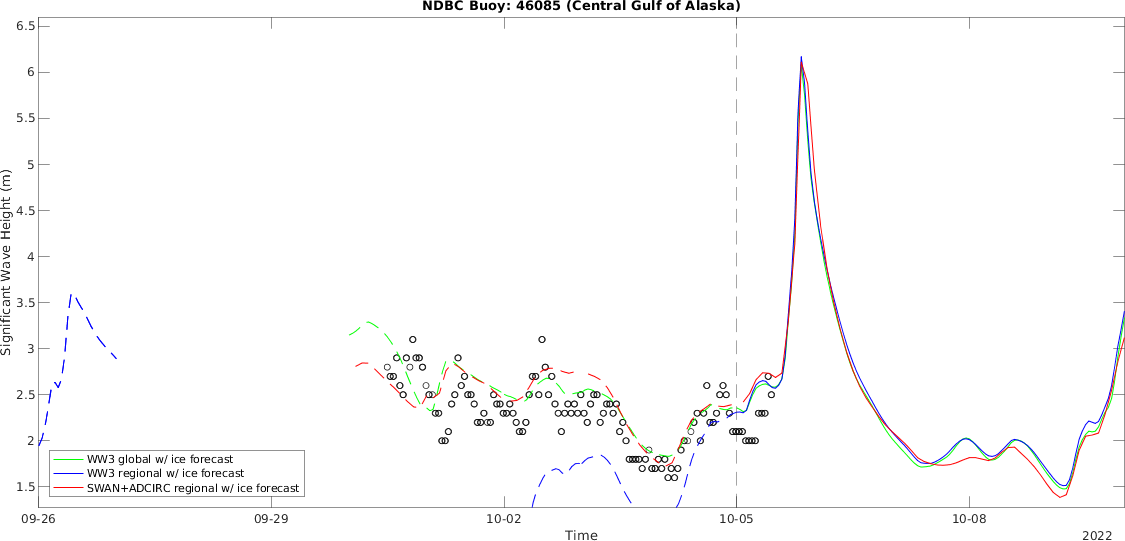 NDBC Buoy: 46085 (Central Gulf of Alaska)
6.5
6
5.5
5
4.5
4
3.5
3
2.5
2
1.5
Significant Wave Height (m)
WW3 global w/ ice forecast
WW3 regional w/ ice forecast
SWAN+ADCIRC regional w/ ice forecast
09-26
09-29
10-02
10-05
10-08
Time
2022